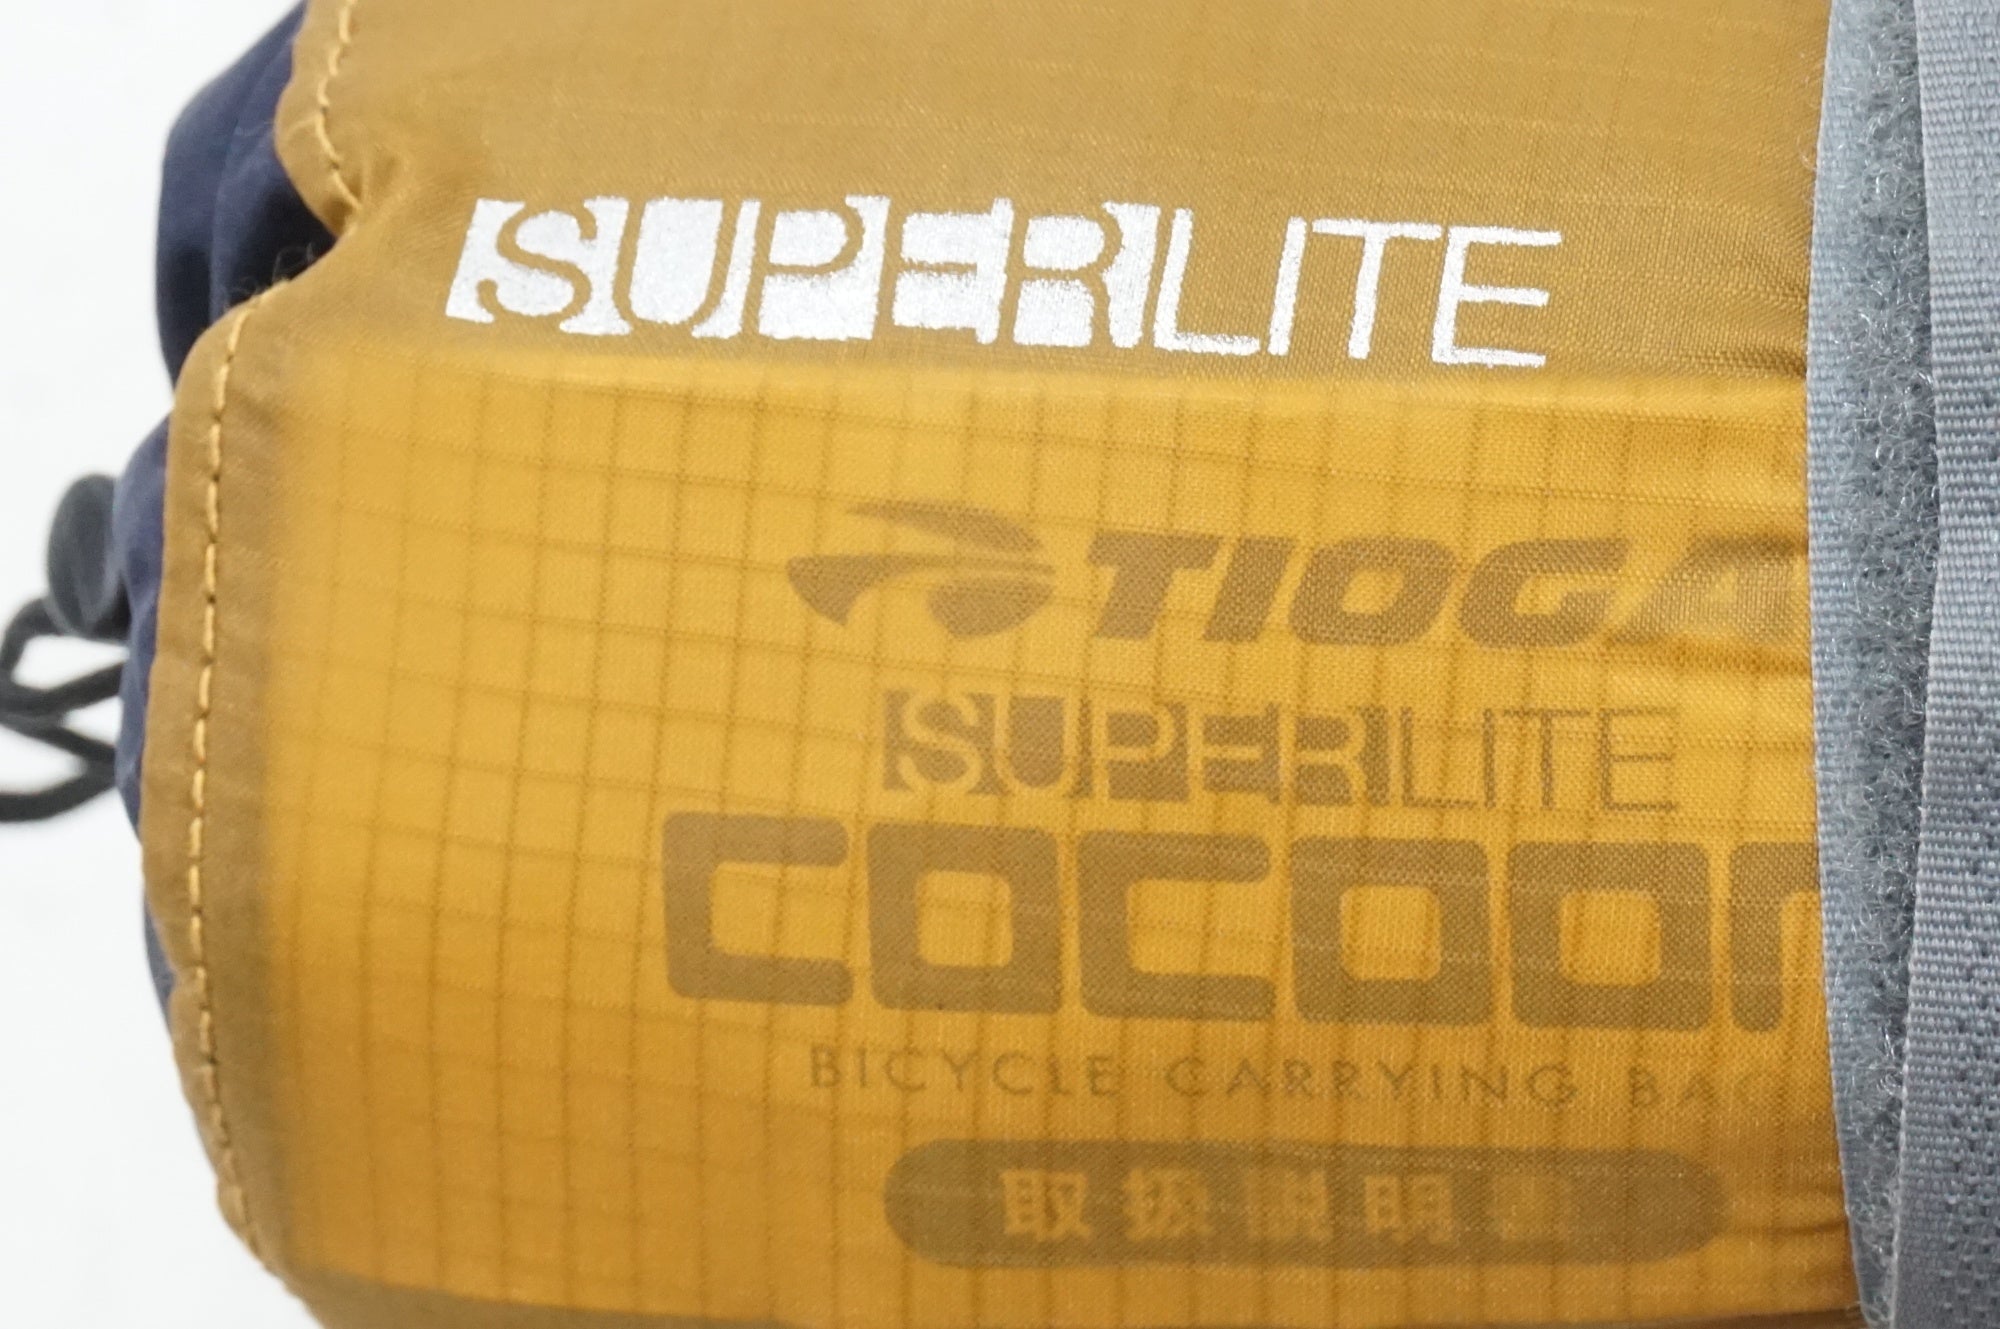 SUPERLITE
TIOGA
SUPERLITE
COCOON
BICYCLE CARRYING BAG
取扱説明書